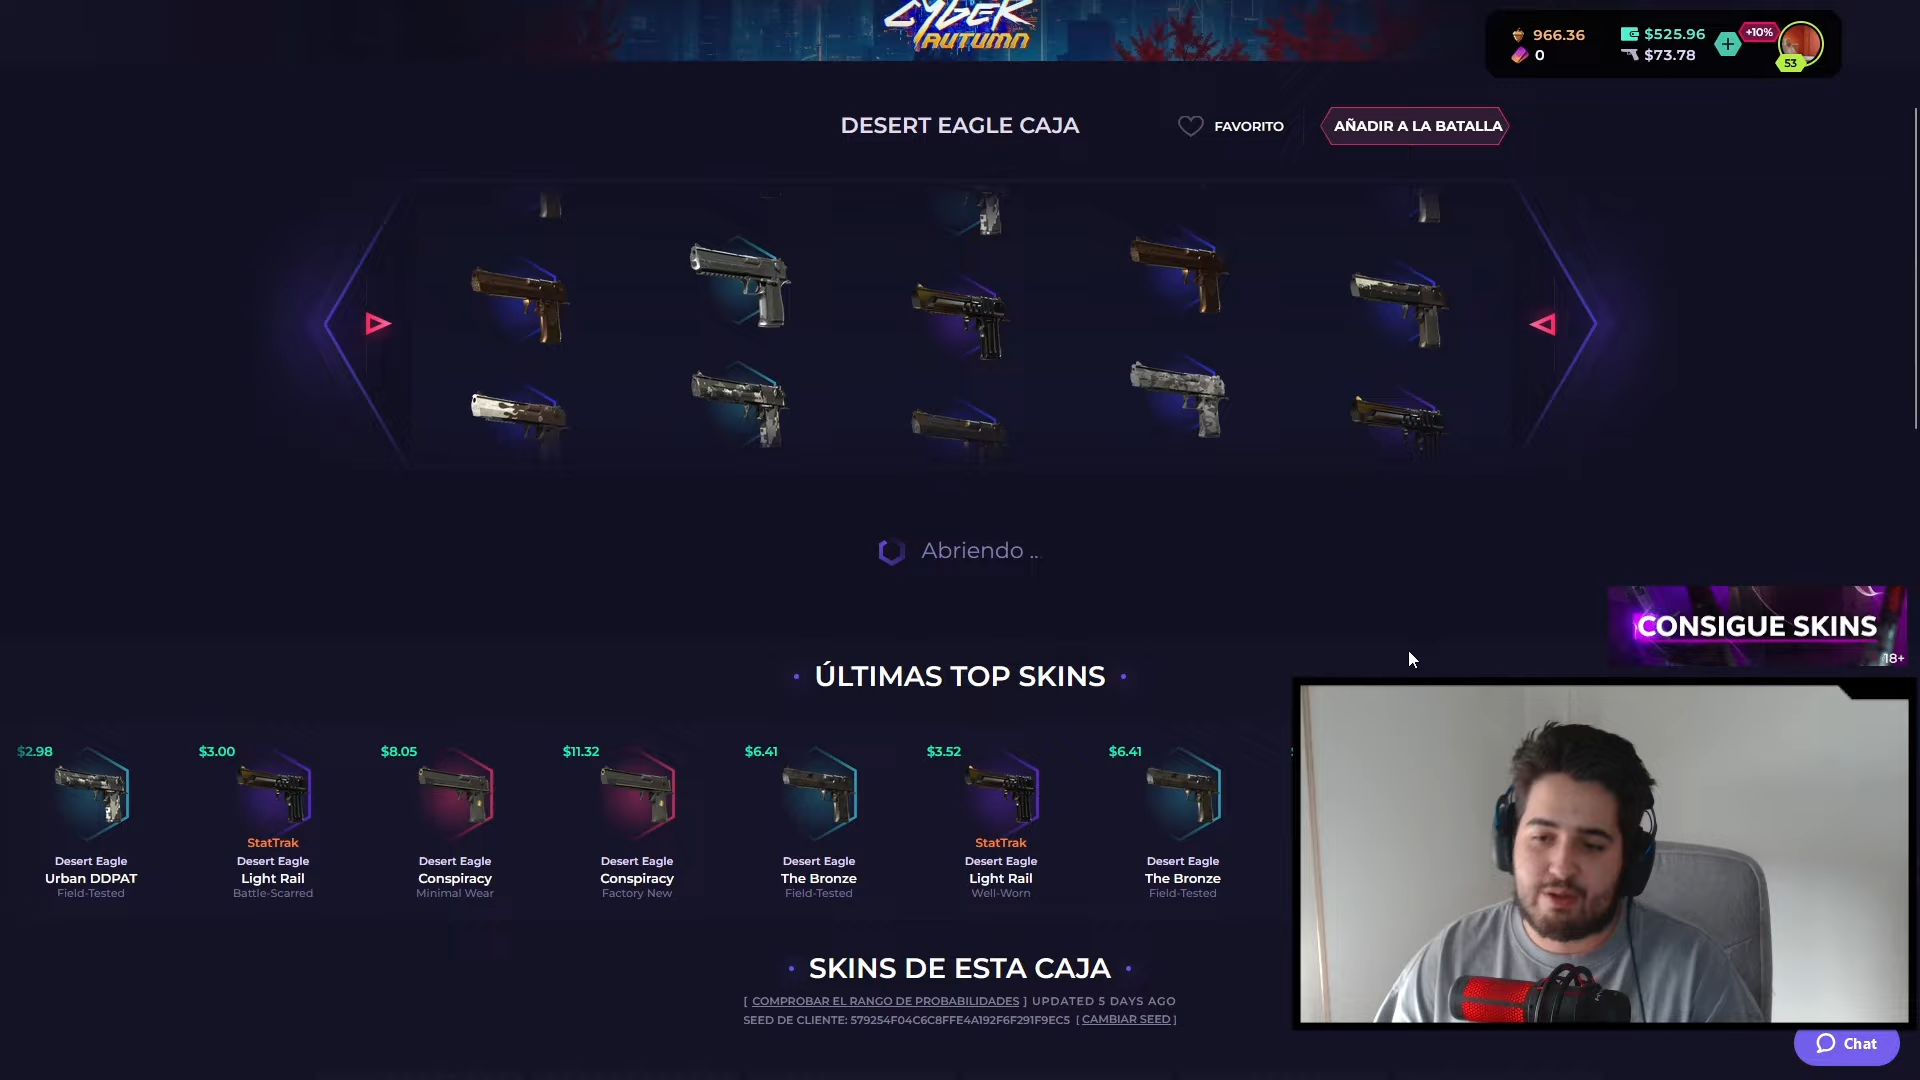 CYBER
AUTUMN
966.36
$525.96
+10%
0
$73.78
53
DESERT EAGLE CAJA
FAVORITO
AÑADIR A LA BATALLA
Abriendo ...
CONSIGUE SKINS
18+
ÚLTIMAS TOP SKINS
$2.98
$3.00
$8.05
$11.32
$6.41
$3.52
$6.41
StatTrak
StatTrak
Desert Eagle
Desert Eagle
Desert Eagle
Desert Eagle
Desert Eagle
Desert Eagle
Desert Eagle
Urban DDPAT
Light Rail
Conspiracy
Conspiracy
The Bronze
Light Rail
The Bronze
Field-Tested
Battle-Scarred
Minimal Wear
Factory New
Field-Tested
Well-Worn
Field-Tested
SKINS DE ESTA CAJA
[ COMPROBAR EL RANGO DE PROBABILIDADES ] UPDATED 5 DAYS AGO
SEED DE CLIENTE: 579254F04C6C8FFE4A192F6F291F9EC5 [ CAMBIAR SEED ]
Chat